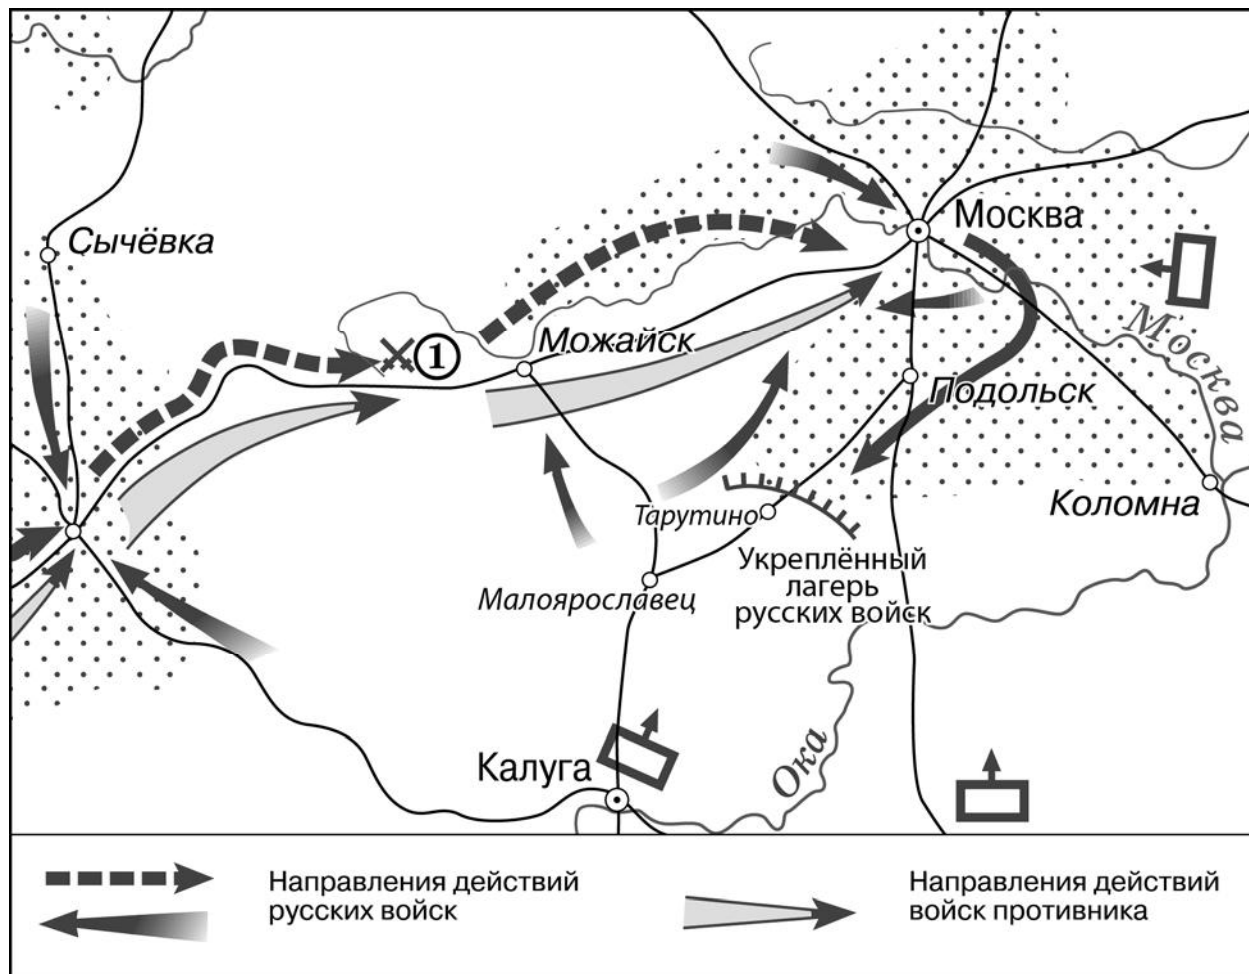 Москва
Сычёвка
Москва
①
Можайск
Подольск
Коломна
Тарутино
Укреплённый
лагерь
русских войск
Малоярославец
Ока
Калуга
Направления действий
русских войск
Направления действий
войск противника